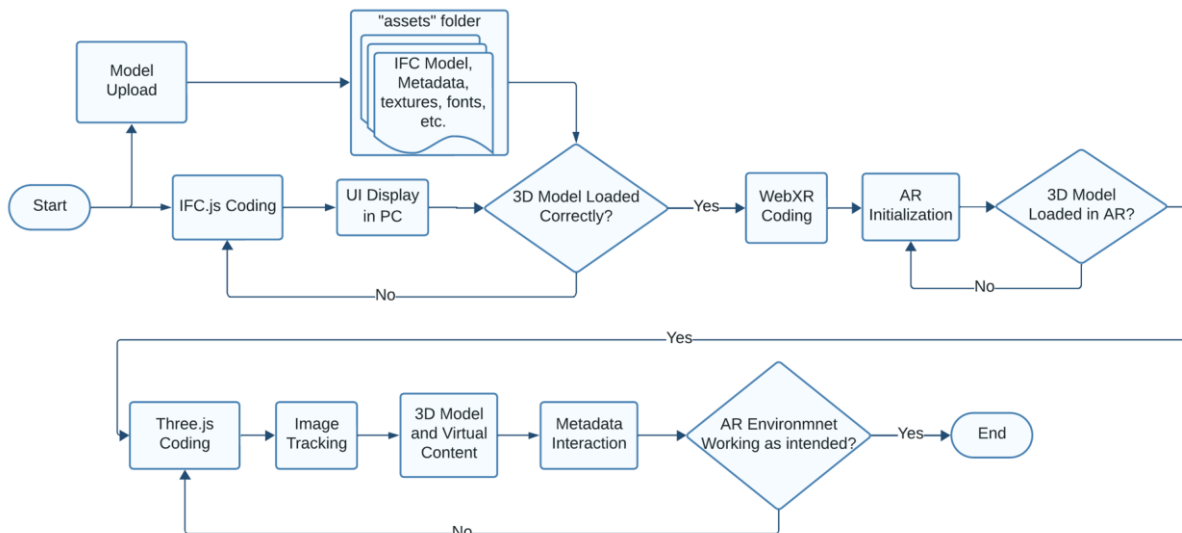 "assets" folder
Model
Upload
IFC Model,
Metadata,
textures, fonts,
etc.
Start
IFC.js Coding
UI Display
in PC
3D Model Loaded
Correctly?
Yes
WebXR
Coding
AR
Initialization
3D Model
Loaded in AR?
No
No
Yes
Three.js
Coding
Image
Tracking
3D Model
and Virtual
Content
Metadata
Interaction
AR Environmnet
Working as intended?
Yes
End
No